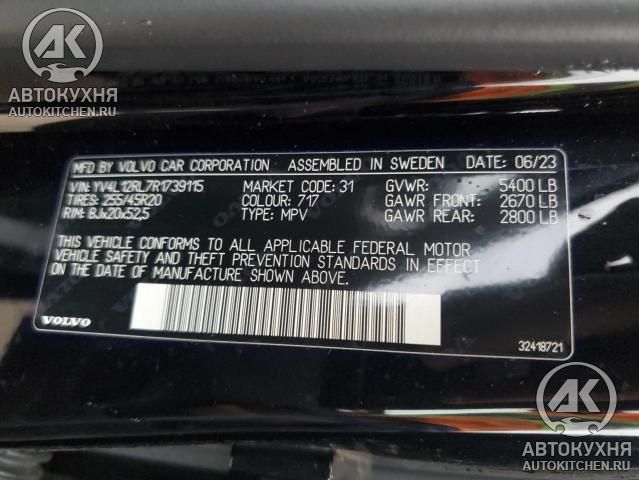 AK
АВТОКУХНЯ
AUTOKITCHEN.RU
MFD BY VOLVO CAR CORPORATION ASSEMBLED IN SWEDEN DATE: 06/23
VIN: YV4L12RL7R1739115 MARKET CODE: 31 GVWR: 5400 LB
TIRES: 255/45R20 COLOUR: 717 GAWR FRONT: 2670 LB
RIM: 8Jx20x52,5 TYPE: MPV GAWR REAR: 2800 LB
THIS VEHICLE CONFORMS TO ALL APPLICABLE FEDERAL MOTOR
VEHICLE SAFETY AND THEFT PREVENTION STANDARDS IN EFFECT
ON THE DATE OF MANUFACTURE SHOWN ABOVE.
VOLVO
32418721
AK
АВТОКУХНЯ
AUTOKITCHEN.RU